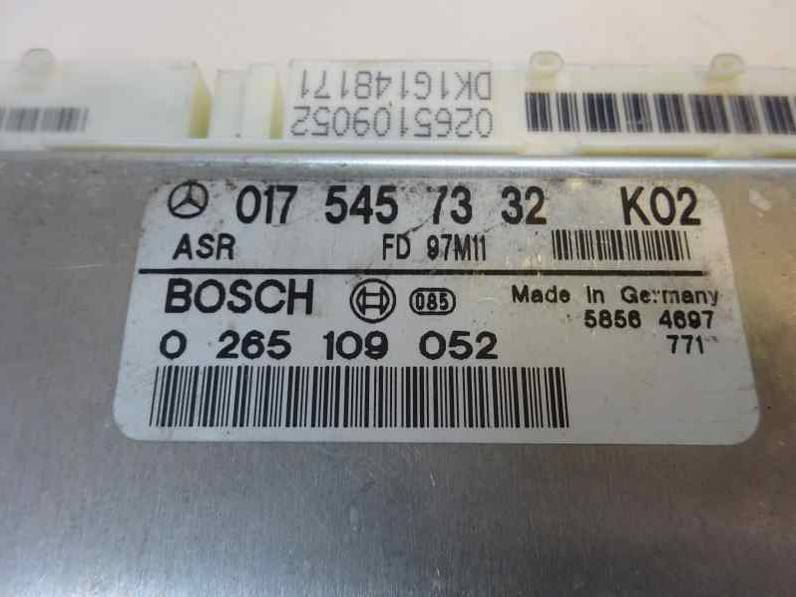 0265109052
DK1G148171
017 545 73 32 K02
ASR FD 97M11
BOSCH 085 Made in Germany
0 265 109 052 5856 4697
771